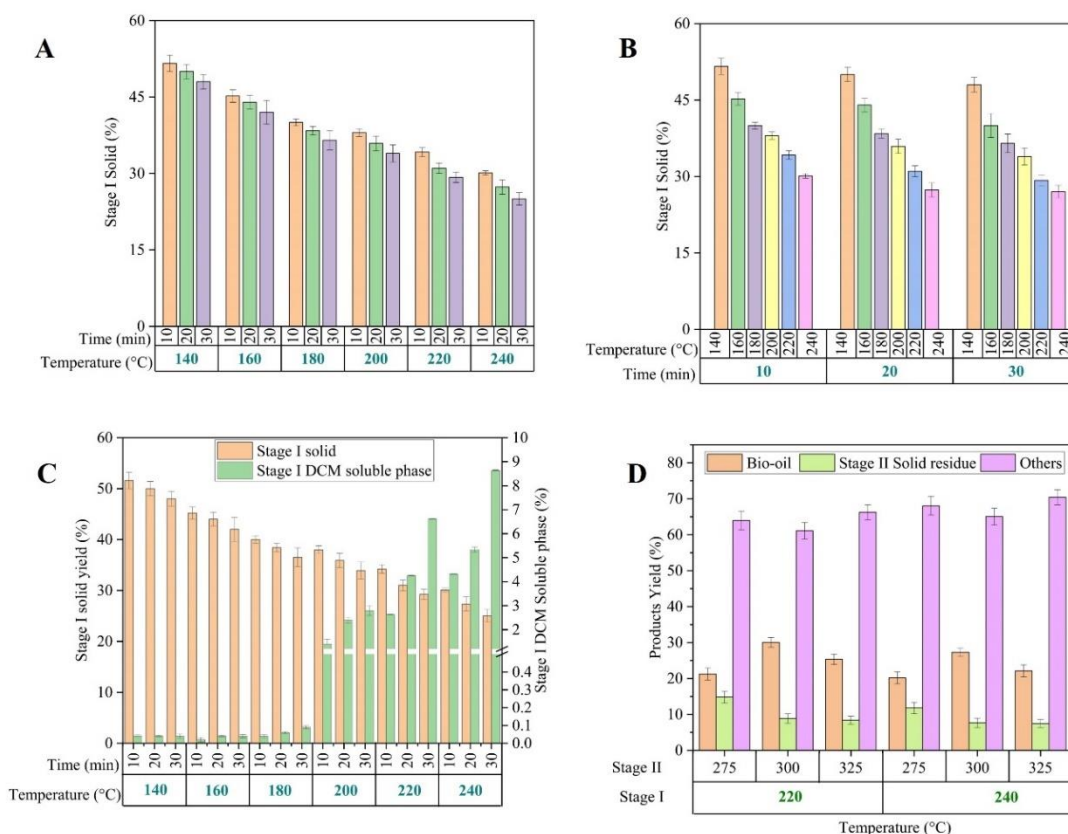 A
Stage I Solid (%)
60
45
30
15
0
Time (min)
10 20 30 10 20 30 10 20 30 10 20 30 10 20 30 10 20 30
Temperature (°C)
140 160 180 200 220 240
B
Stage I Solid (%)
60
45
30
15
0
Temperature (°C)
140 160 180 200 220 240 140 160 180 200 220 240 140 160 180 200 220 240
Time (min)
10 20 30
C
Stage I solid
Stage I DCM soluble phase
Stage I solid yield (%)
60
50
40
30
20
10
0
Stage I DCM Soluble phase (%)
10
9
8
7
6
5
4
3
2
0.4
0.3
0.2
0.1
0.0
Time (min)
10 20 30 10 20 30 10 20 30 10 20 30 10 20 30 10 20 30
Temperature (°C)
140 160 180 200 220 240
D
Bio-oil Stage II Solid residue Others
Products Yield (%)
80
70
60
50
40
30
20
10
0
Stage II
275 300 325 275 300 325
Stage I
220 240
Temperature (°C)